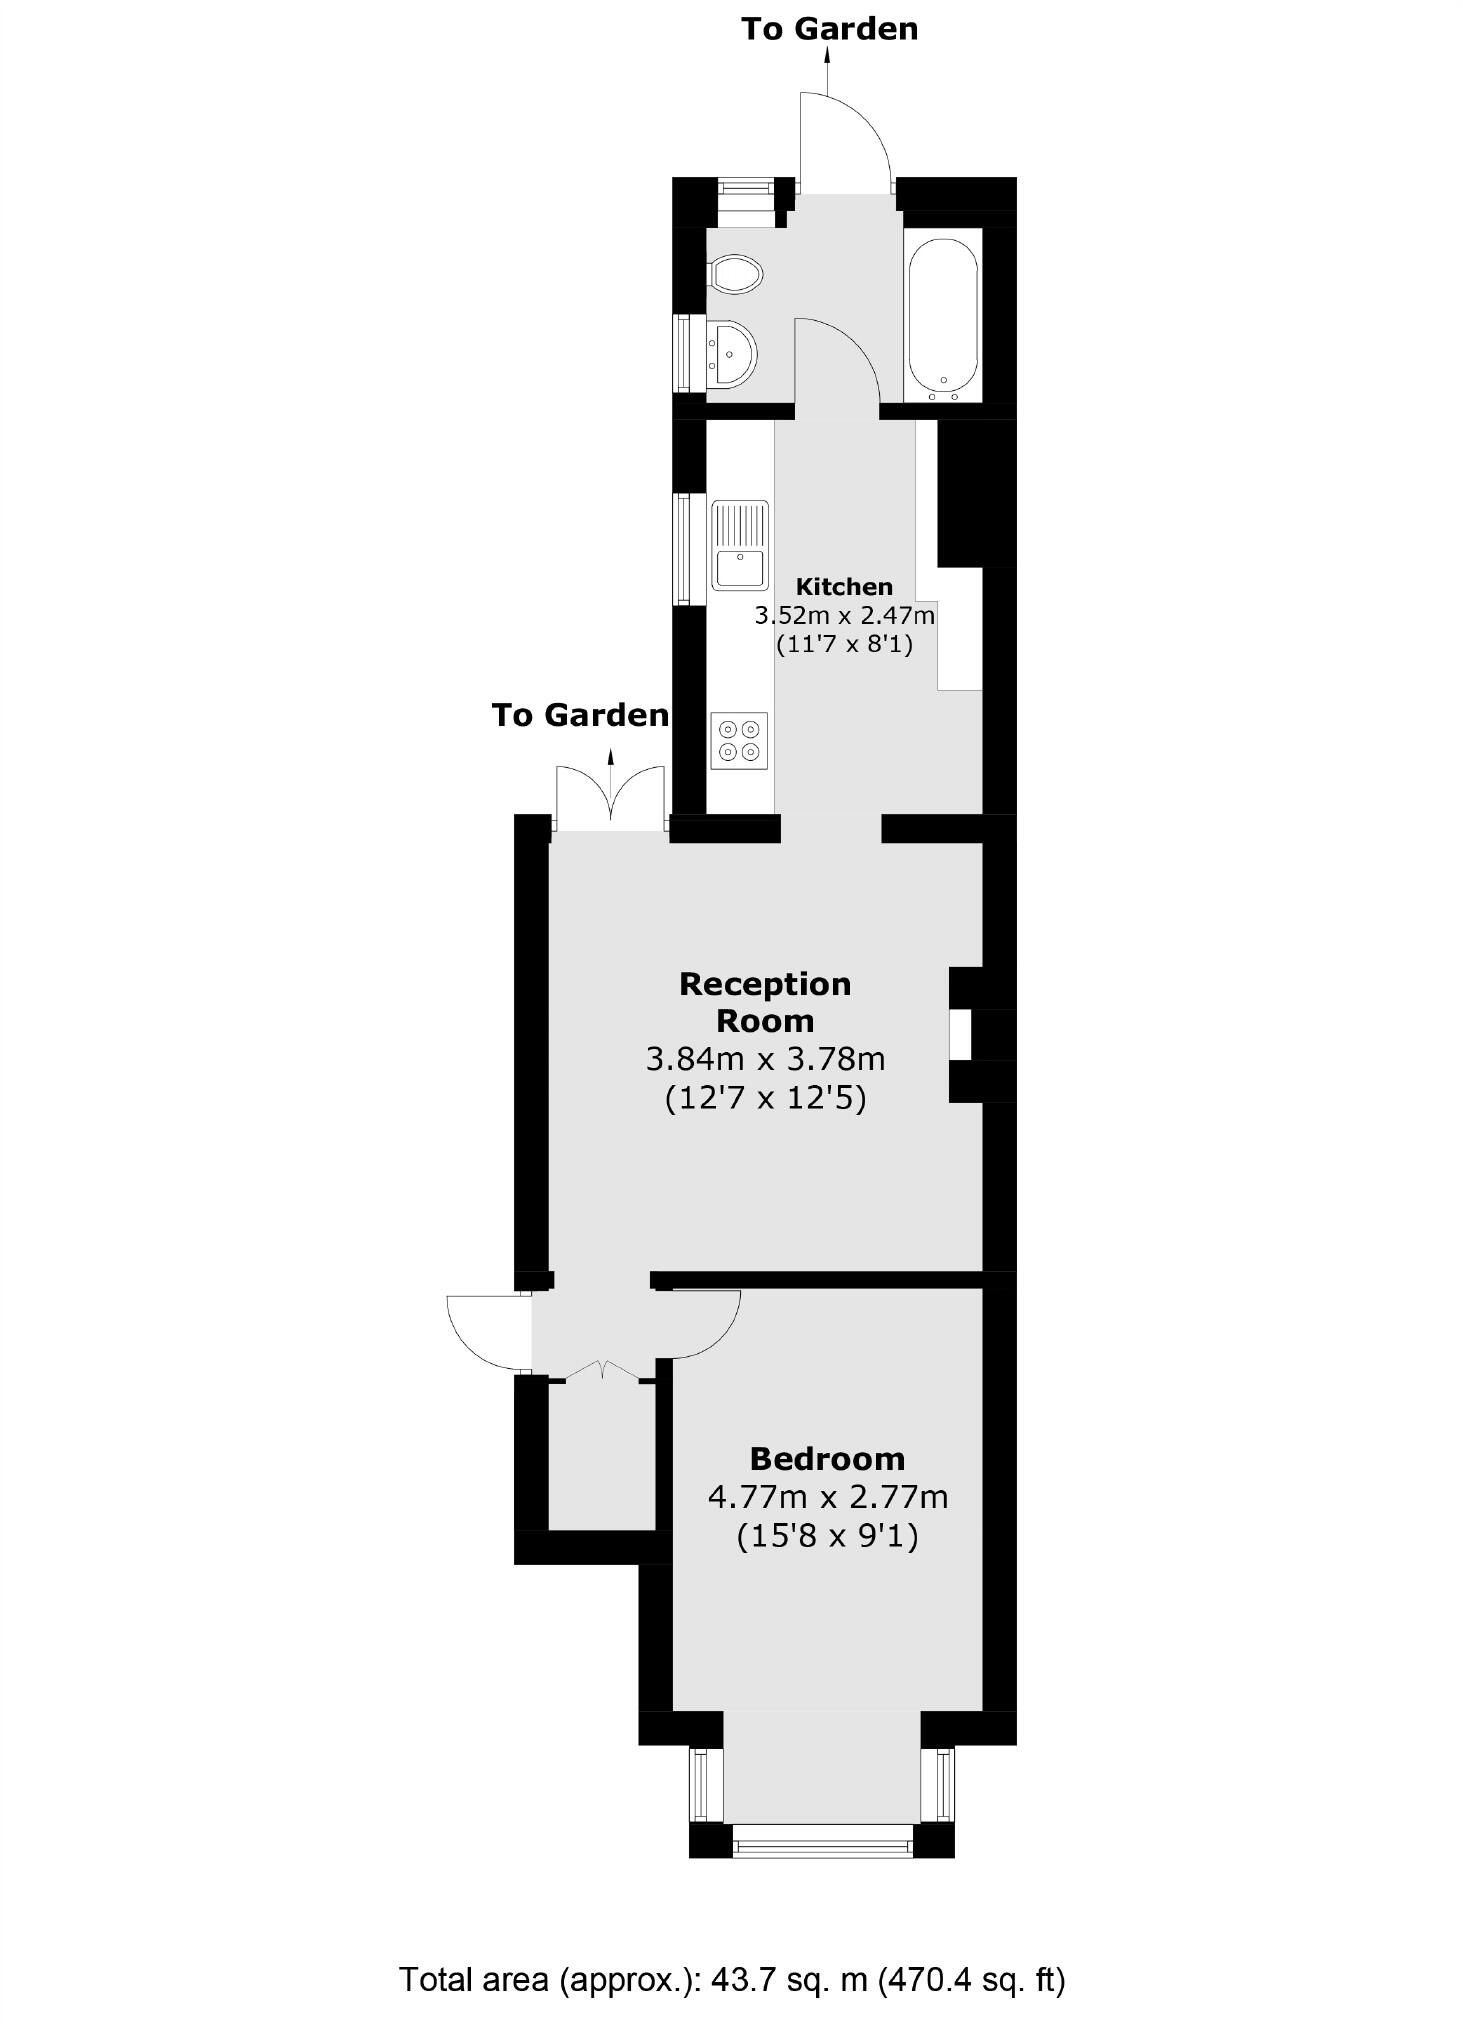 To Garden
Kitchen
3.52m x 2.47m
(11'7 x 8'1)
To Garden
Reception
Room
3.84m x 3.78m
(12'7 x 12'5)
Bedroom
4.77m x 2.77m
(15'8 x 9'1)
Total area (approx.): 43.7 sq. m (470.4 sq. ft)